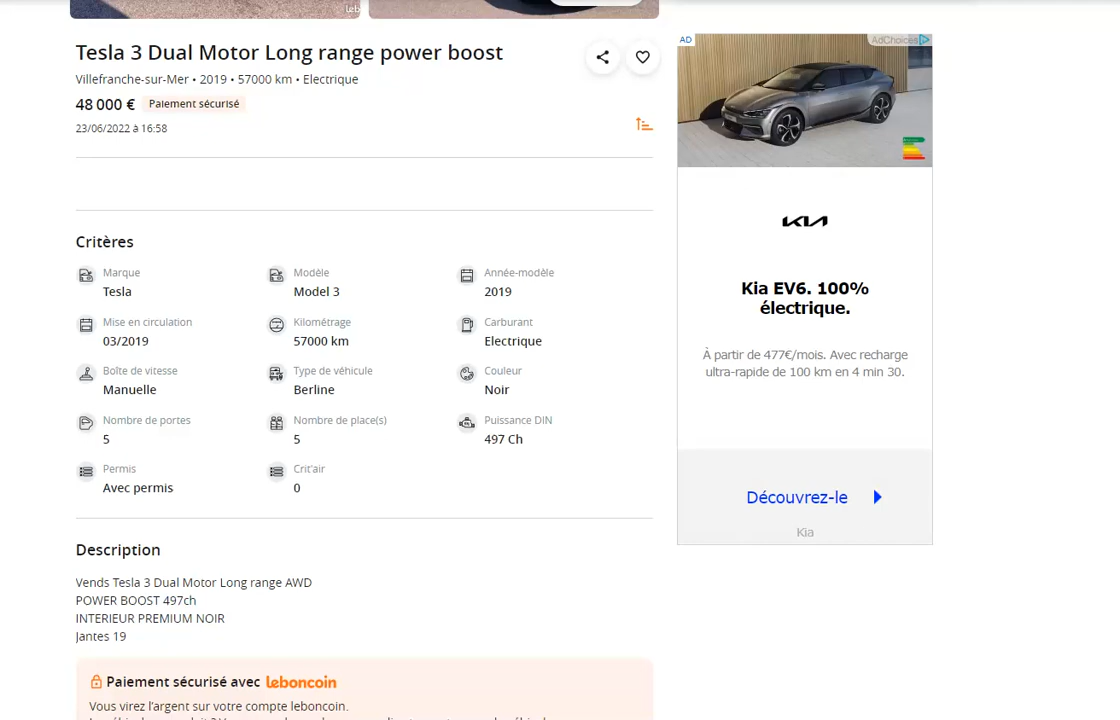 leb
Tesla 3 Dual Motor Long range power boost
Villefranche-sur-Mer • 2019 • 57000 km • Electrique
48 000 € Paiement sécurisé
23/06/2022 à 16:58
Critères
Marque
Tesla
Modèle
Model 3
Année-modèle
2019
Mise en circulation
03/2019
Kilométrage
57000 km
Carburant
Electrique
Boîte de vitesse
Manuelle
Type de véhicule
Berline
Couleur
Noir
Nombre de portes
5
Nombre de place(s)
5
Puissance DIN
497 Ch
Permis
Avec permis
Crit'air
0
Description
Vends Tesla 3 Dual Motor Long range AWD
POWER BOOST 497ch
INTERIEUR PREMIUM NOIR
Jantes 19
Paiement sécurisé avec leboncoin
Vous virez l'argent sur votre compte leboncoin.
AD
AdChoices
KIA
Kia EV6. 100%
électrique.
À partir de 477€/mois. Avec recharge
ultra-rapide de 100 km en 4 min 30.
Découvrez-le
Kia